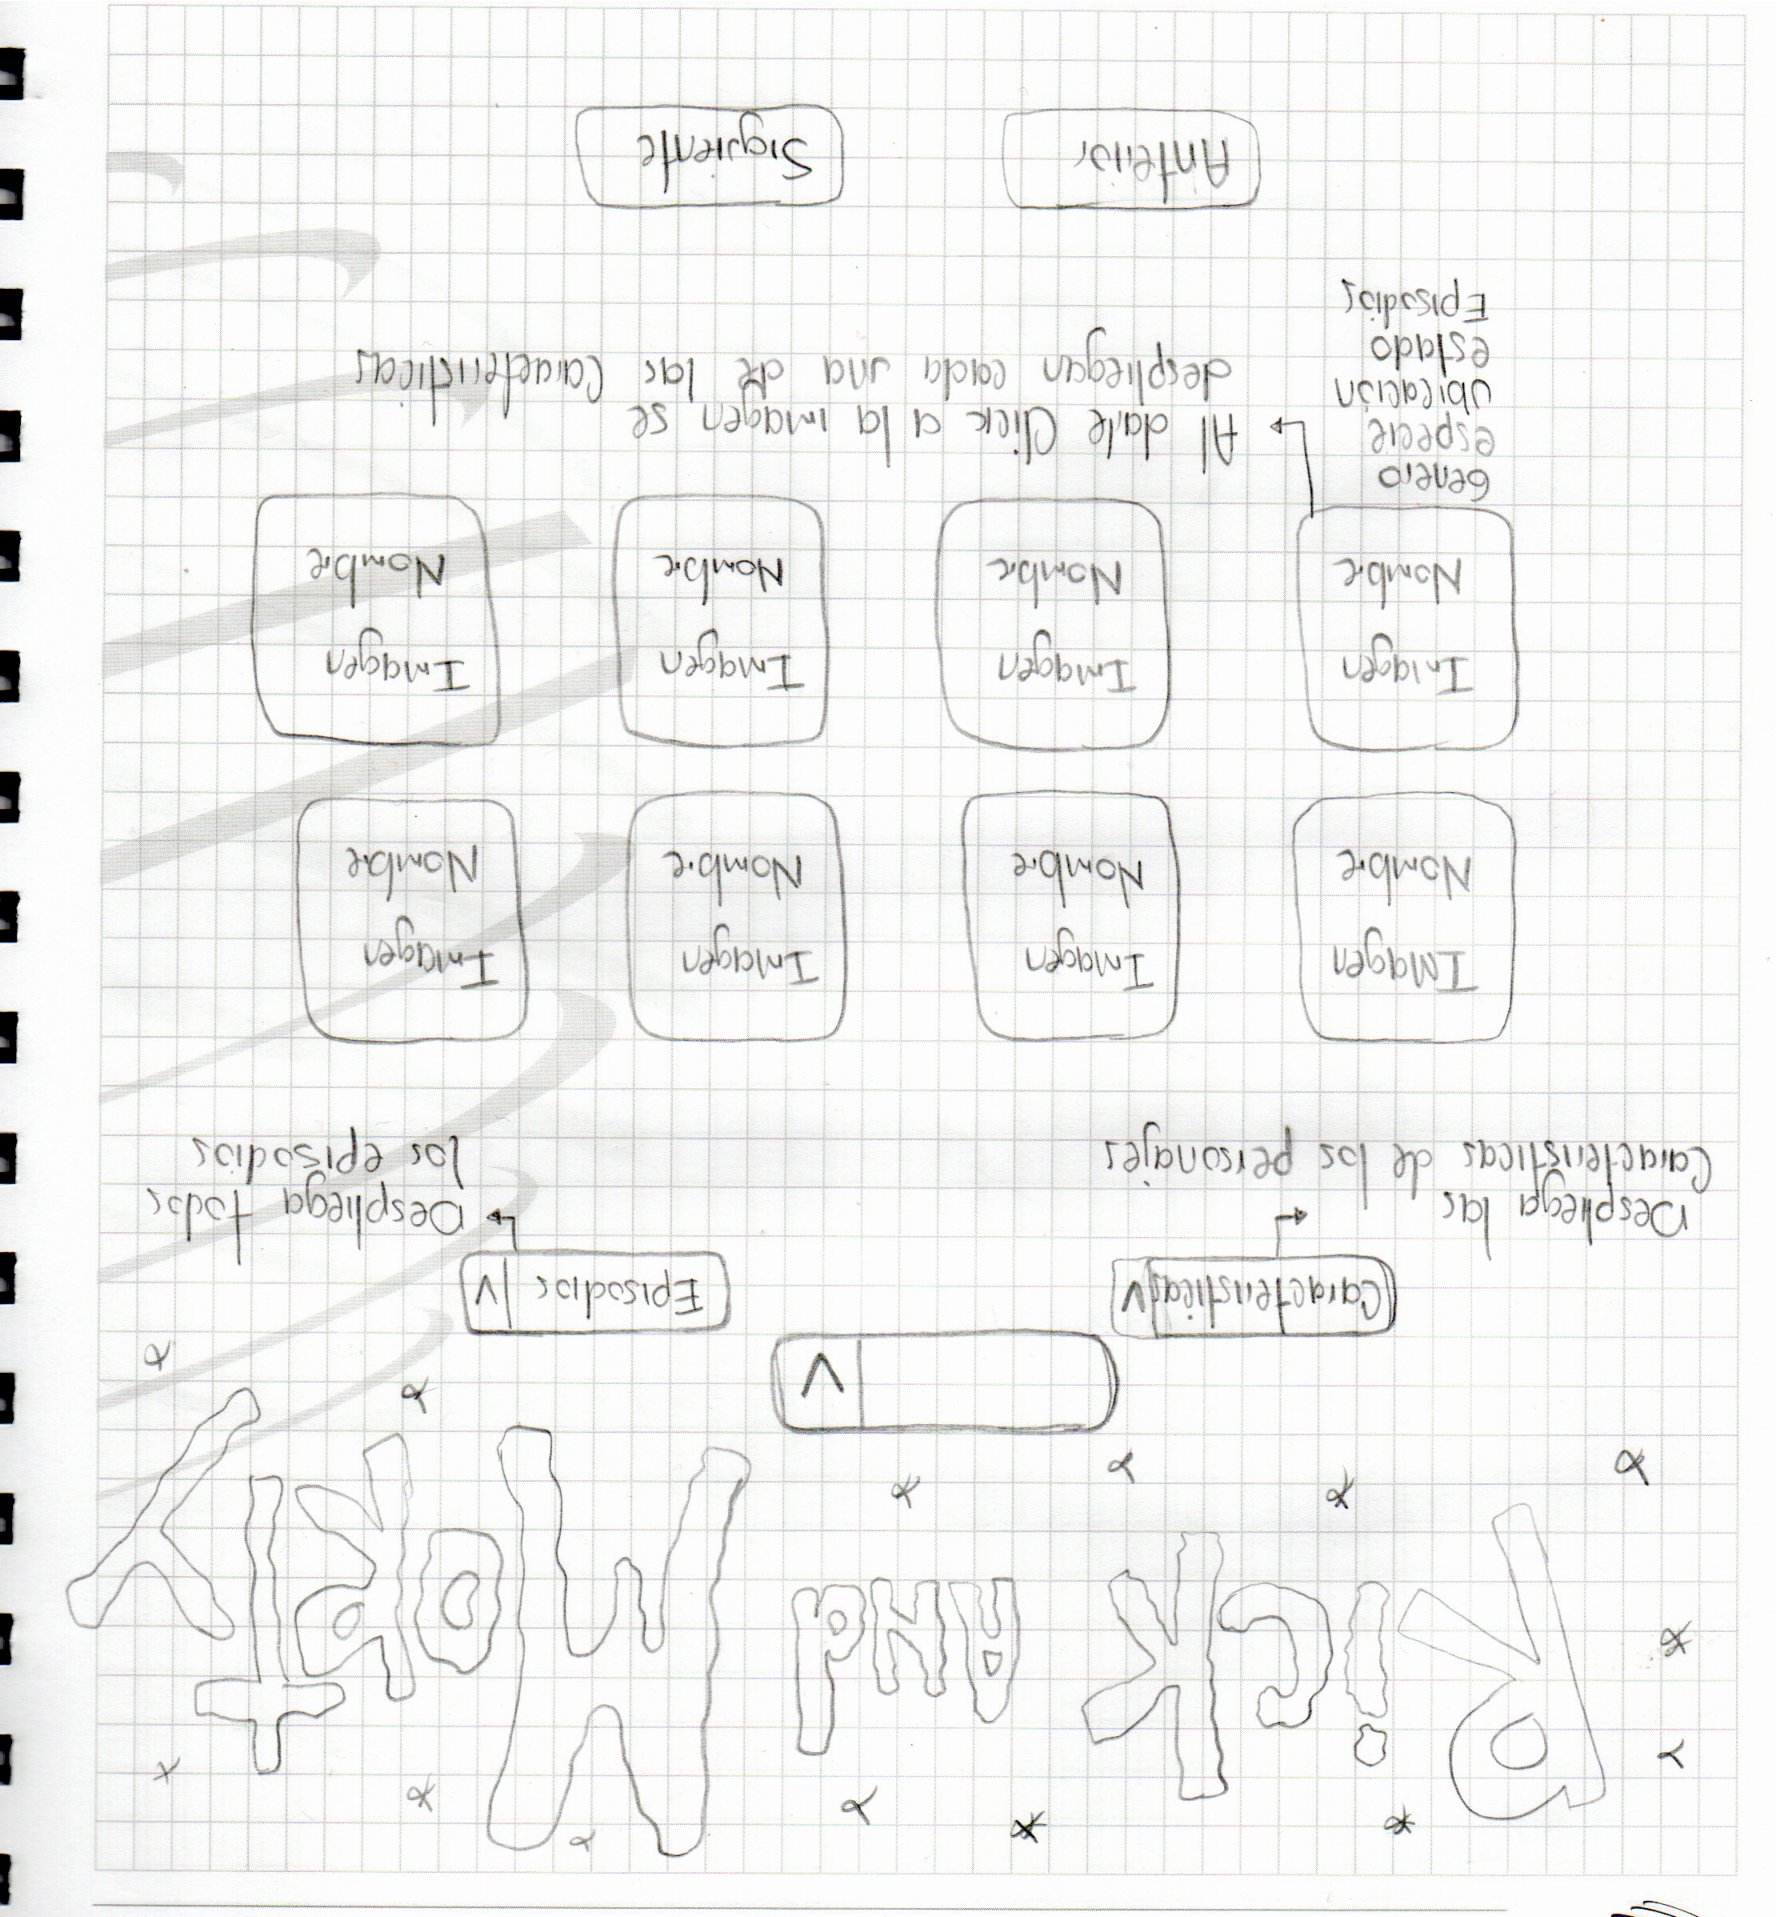 Rick And Morty
V
Caracteristicas V
Episodios V
Despliega las
Caracteristicas de los personajes
Despliega todos
los episodios
Imagen Imagen Imagen Imagen
Nombre Nombre Nombre Nombre
Imagen Imagen Imagen Imagen
Nombre Nombre Nombre Nombre
Genero
especie
Ubicación
estado
Episodios
Al darle Click a la imagen se
despliegan cada una de las Caracteristicas
Anterior Siguiente